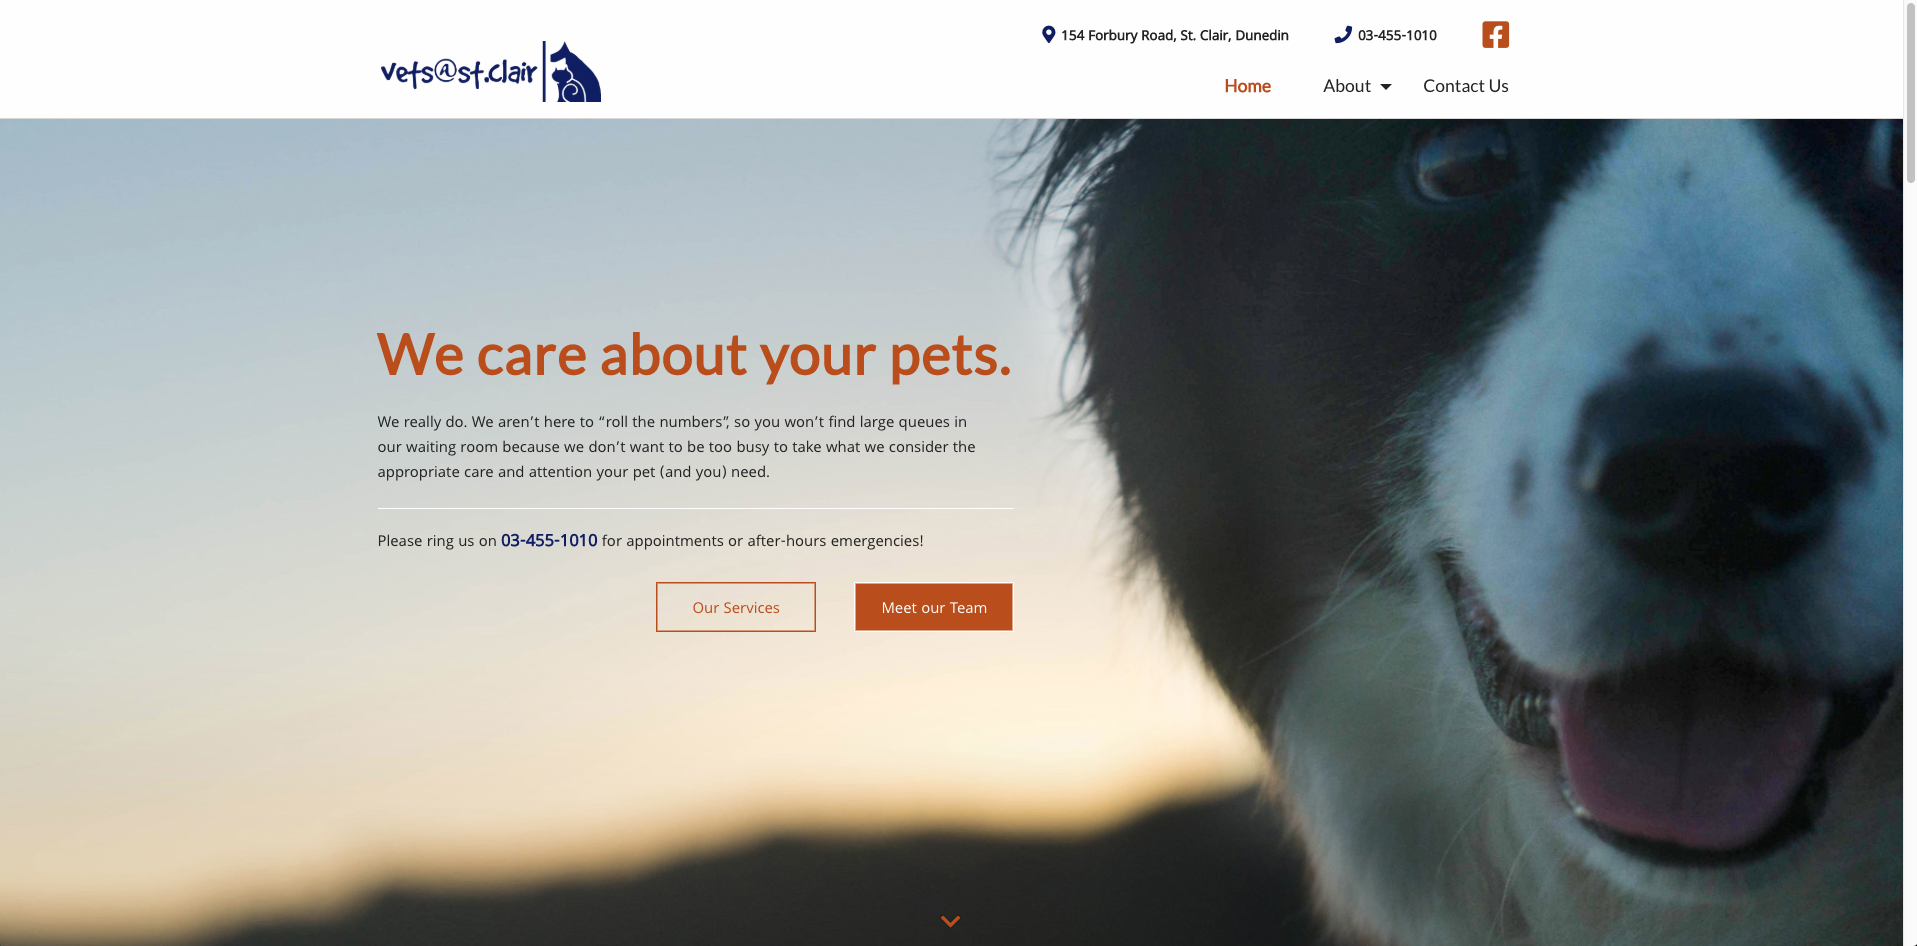 vets@st.clair
154 Forbury Road, St. Clair, Dunedin
03-455-1010
Home
About
Contact Us
We care about your pets.
We really do. We aren’t here to “roll the numbers”, so you won’t find large queues in
our waiting room because we don’t want to be too busy to take what we consider the
appropriate care and attention your pet (and you) need.
Please ring us on 03-455-1010 for appointments or after-hours emergencies!
Our Services
Meet our Team